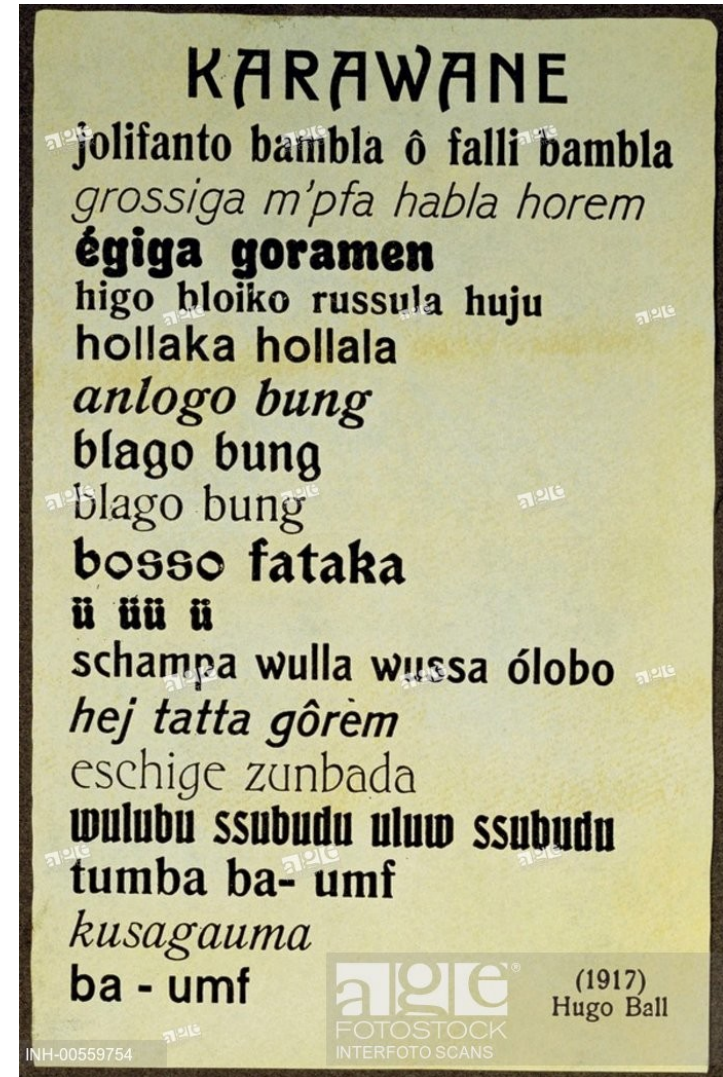 KARAWANE
jolifanto bambla ô falli bambla
grossiga m'pfa habla horem
égiga goramen
higo bloiko russula huju
hollaka hollala
anlogo bung
blago bung
blago bung
bosso fataka
ü üü ü
schampa wulla wussa ólobo
hej tatta gôrèm
eschige zunbada
wulubu ssubudu uluw ssubudu
tumba ba- umf
kusagauma
ba - umf
(1917)
Hugo Ball
age
FOTOSTOCK
INTERFOTO SCANS
INH-00559754